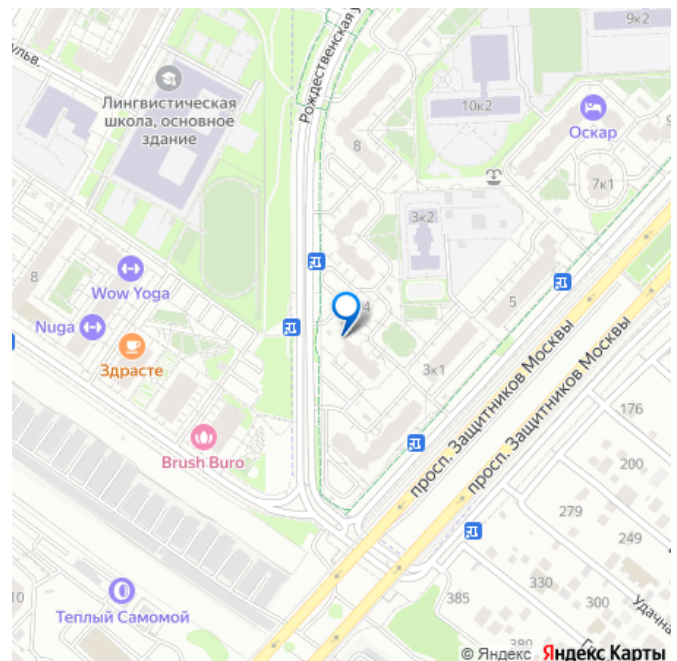 9к2
ульв.
Рождественская у
Лингвистическая
школа, основное
здание
10к2
Оскар
9
8
7к1
3к2
8
Wow Yoga
4
5
Nuga
Здрасте
3к1
просп. Защитников Москвы
просп. Защитников Москвы
176
Brush Buro
200
279
249
10
Теплый Самомой
385
330
300
Удачна
380
© Яндекс Яндекс Карты